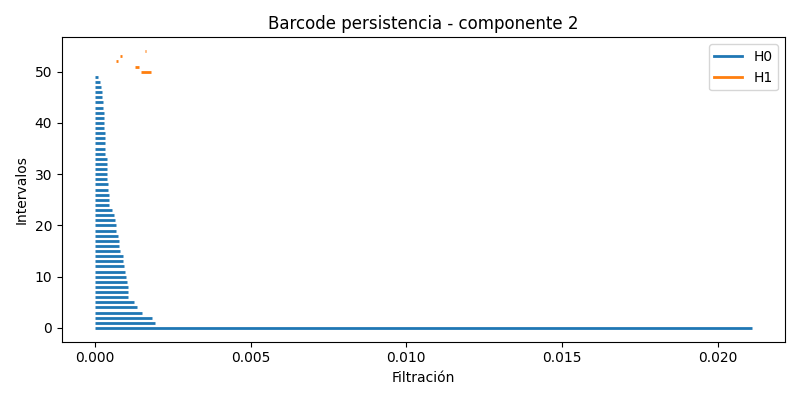 Barcode persistencia - componente 2
H0
H1
50
40
30
20
10
0
Intervalos
0.000
0.005
0.010
0.015
0.020
Filtración